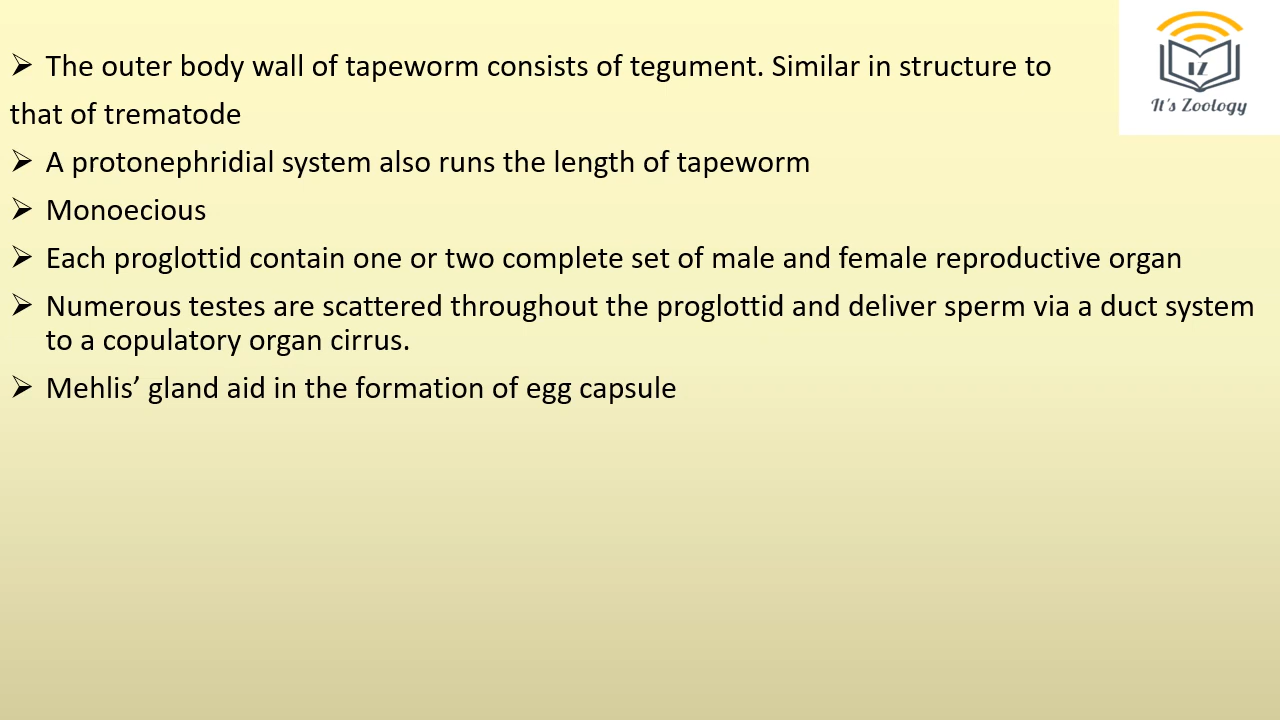 ➢ The outer body wall of tapeworm consists of tegument. Similar in structure to
that of trematode
➢ A protonephridial system also runs the length of tapeworm
➢ Monoecious
➢ Each proglottid contain one or two complete set of male and female reproductive organ
➢ Numerous testes are scattered throughout the proglottid and deliver sperm via a duct system
to a copulatory organ cirrus.
➢ Mehlis’ gland aid in the formation of egg capsule
IZ
It's Zoology